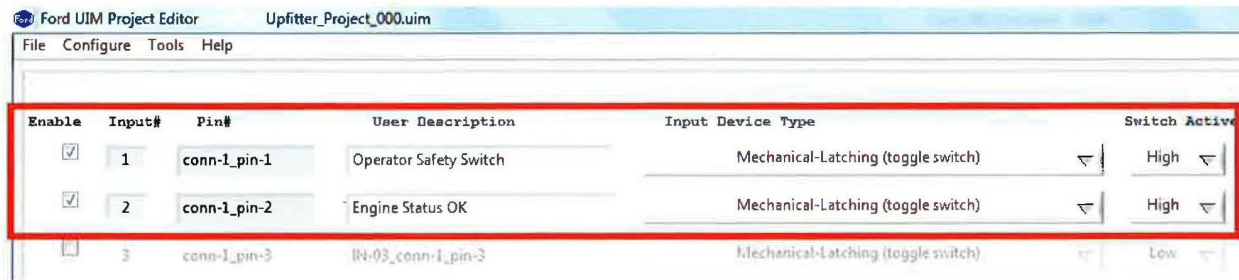 Ford Ford UIM Project Editor Upfitter_Project_000.uim
File Configure Tools Help
Enable Input# Pin# User Description Input Device Type Switch Active
1 conn-1_pin-1 Operator Safety Switch Mechanical-Latching (toggle switch) High
2 conn-1_pin-2 Engine Status OK Mechanical-Latching (toggle switch) High
3 conn-1_pin-3 IN-03_conn-1_pin-3 Mechanical-Latching (toggle switch) Low